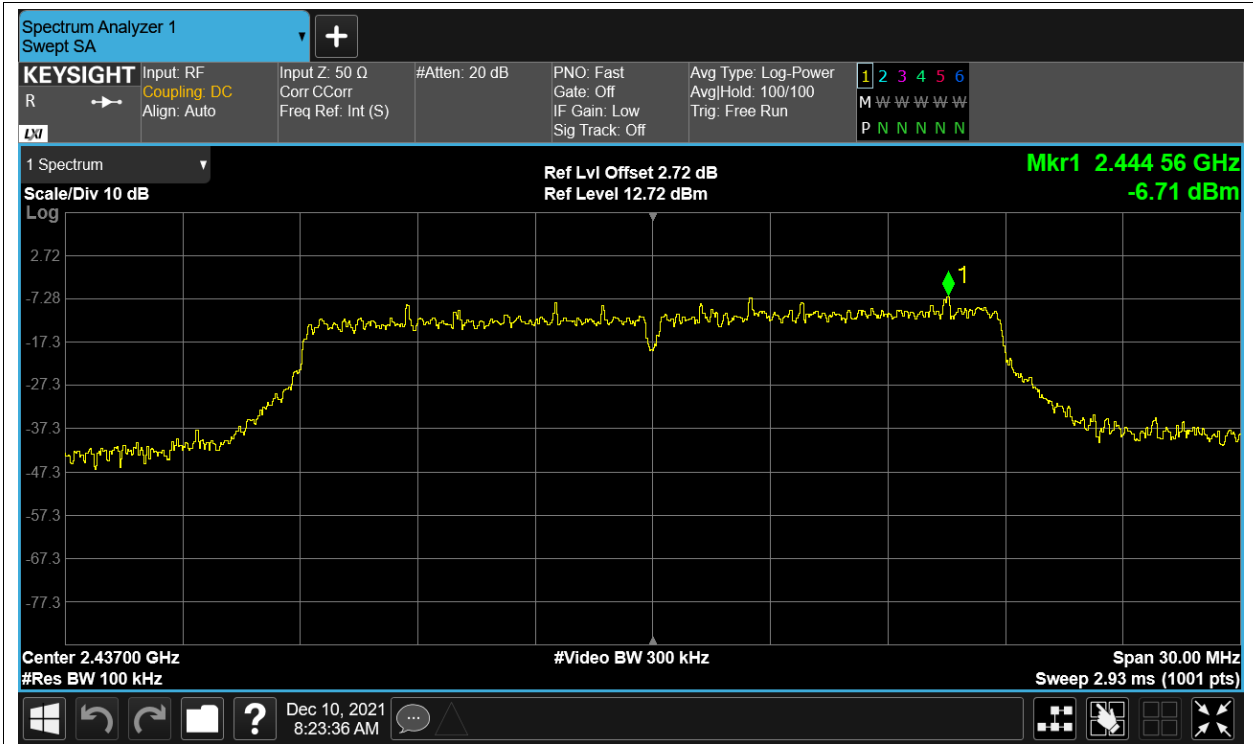 Spectrum Analyzer 1
Swept SA
KEYSIGHT
R
LXI
Input: RF
Coupling: DC
Align: Auto
Input Z: 50 Ω
Corr CCorr
Freq Ref: Int (S)
#Atten: 20 dB
PNO: Fast
Gate: Off
IF Gain: Low
Sig Track: Off
Avg Type: Log-Power
Avg|Hold: 100/100
Trig: Free Run
1 2 3 4 5 6
M W W W W W
P N N N N N
1 Spectrum
Scale/Div 10 dB
Ref Lvl Offset 2.72 dB
Ref Level 12.72 dBm
Mkr1 2.444 56 GHz
-6.71 dBm
Log
2.72
-7.28
-17.3
-27.3
-37.3
-47.3
-57.3
-67.3
-77.3
1
Center 2.43700 GHz
#Res BW 100 kHz
#Video BW 300 kHz
Span 30.00 MHz
Sweep 2.93 ms (1001 pts)
?
Dec 10, 2021
8:23:36 AM